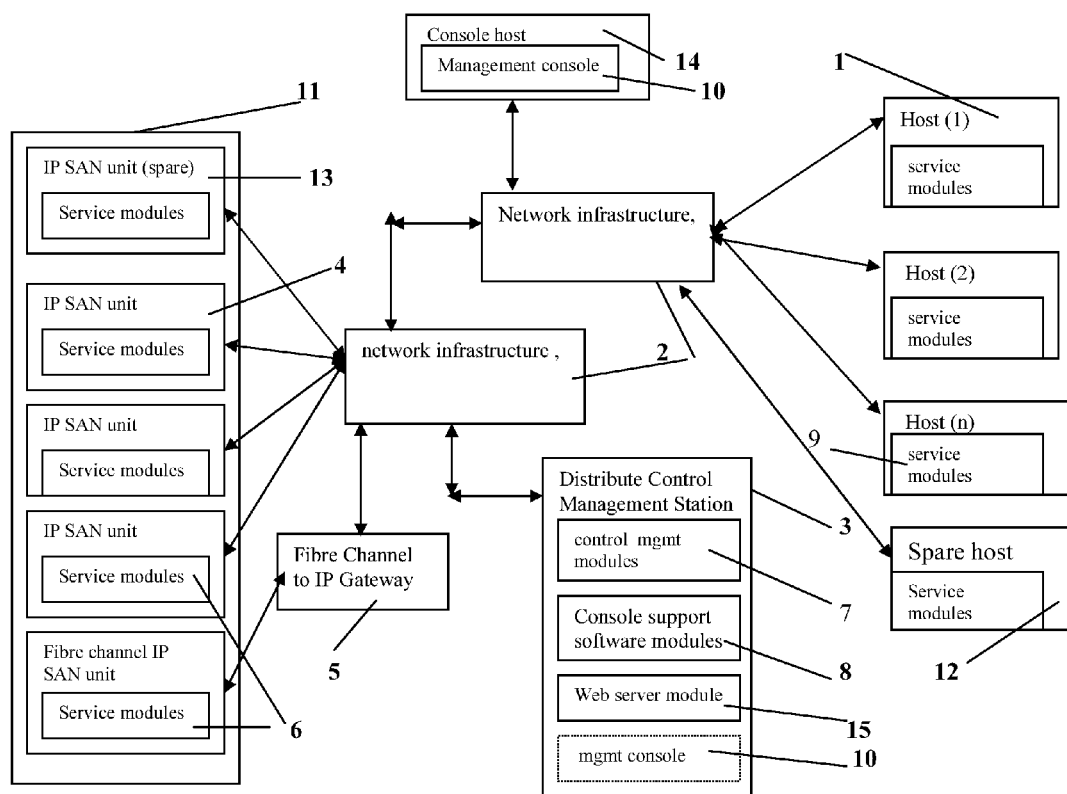 Console host
Management console
14
10
11
IP SAN unit (spare)
Service modules
13
IP SAN unit
Service modules
4
IP SAN unit
Service modules
IP SAN unit
Service modules
Fibre channel IP
SAN unit
Service modules
6
Network infrastructure,
network infrastructure ,
2
Fibre Channel
to IP Gateway
5
Distribute Control
Management Station
3
control mgmt
modules
7
Console support
software modules
8
Web server module
15
mgmt console
10
1
Host (1)
service
modules
Host (2)
service
modules
Host (n)
service
modules
9
Spare host
Service
modules
12